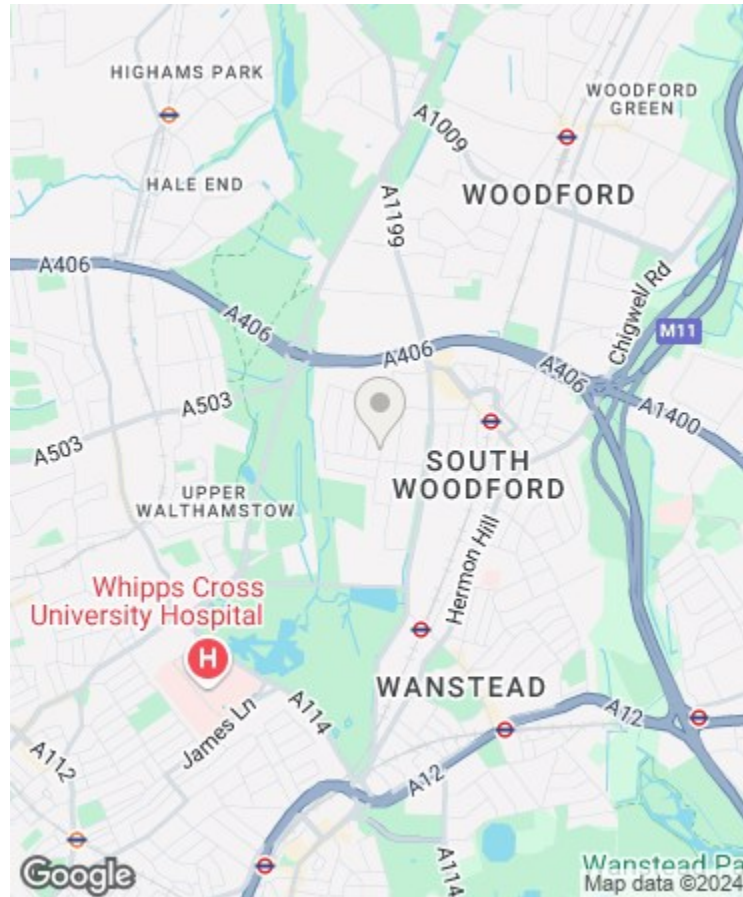 HIGHAMS PARK
WOODFORD
GREEN
A1009
HALE END
WOODFORD
A1199
A406
Chigwell Rd
A406
M11
A406
A406
A503
A1400
A503
SOUTH
WOODFORD
UPPER
WALTHAMSTOW
Hermon Hill
Whipps Cross
University Hospital
H
WANSTEAD
James Ln
A114
A12
A112
A12
A114
Google
Wanstead Pa
Map data ©2024